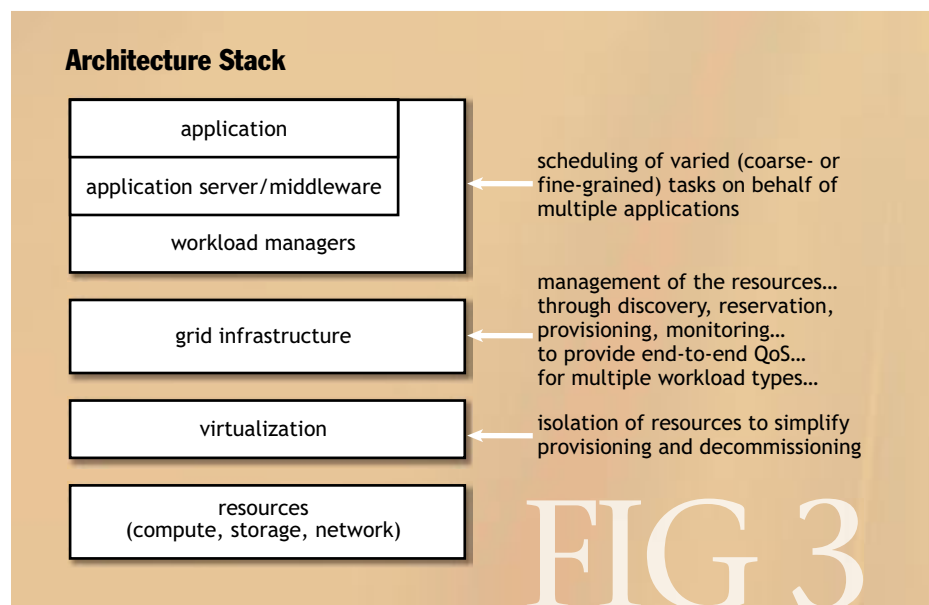 Architecture Stack
application
application server/middleware
workload managers
scheduling of varied (coarse- or
fine-grained) tasks on behalf of
multiple applications
grid infrastructure
management of the resources…
through discovery, reservation,
provisioning, monitoring…
to provide end-to-end QoS…
for multiple workload types…
virtualization
isolation of resources to simplify
provisioning and decommissioning
resources
(compute, storage, network)
FIG 3